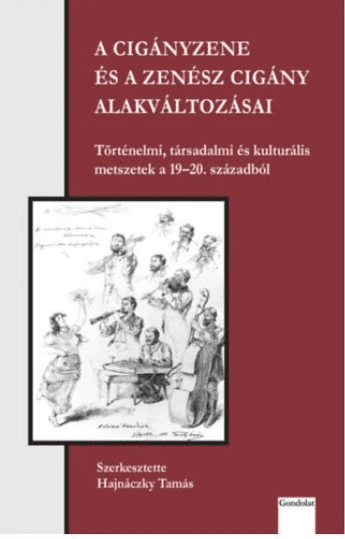 A CIGÁNYZENE
ÉS A ZENÉSZ CIGÁNY
ALAKVÁLTOZÁSAI
Történelmi, társadalmi és kulturális
metszetek a 19–20. századból
Szerkesztette
Hajnáczky Tamás
Gondolat